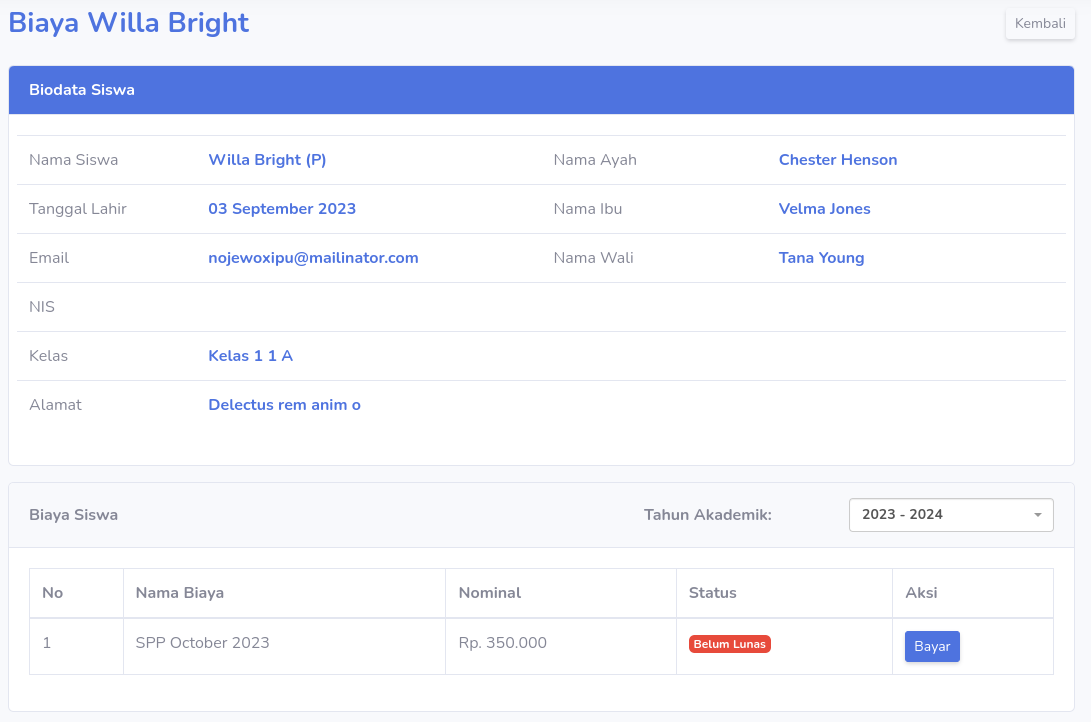 Biaya Willa Bright
Kembali
Biodata Siswa
Nama Siswa Willa Bright (P) Nama Ayah Chester Henson
Tanggal Lahir 03 September 2023 Nama Ibu Velma Jones
Email nojewoxipu@mailinator.com Nama Wali Tana Young
NIS
Kelas Kelas 1 1 A
Alamat Delectus rem anim o
Biaya Siswa Tahun Akademik: 2023 - 2024
No Nama Biaya Nominal Status Aksi
1 SPP October 2023 Rp. 350.000 Belum Lunas Bayar